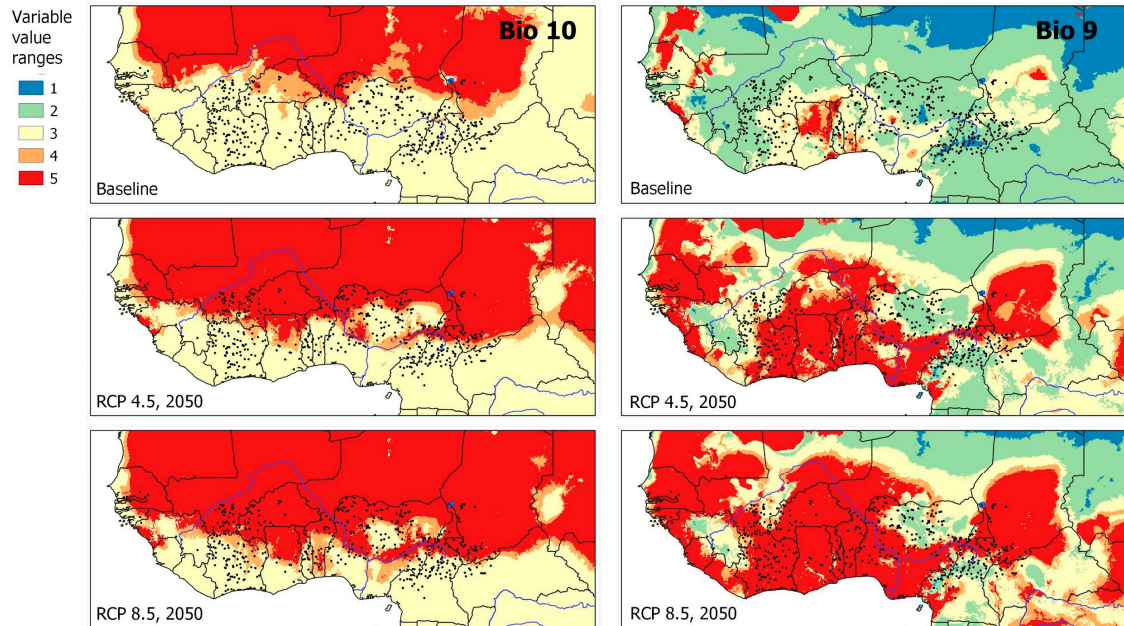 Variable
value
ranges
1
2
3
4
5
Bio 10
Baseline
Bio 9
Baseline
RCP 4.5, 2050
RCP 4.5, 2050
RCP 8.5, 2050
RCP 8.5, 2050